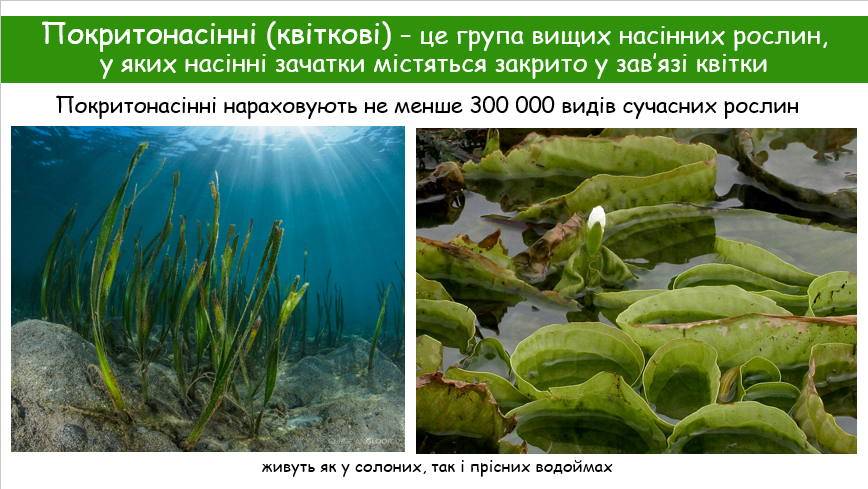 Покритонасінні (квіткові) – це група вищих насінних рослин,
у яких насінні зачатки містяться закрито у зав’язі квітки
Покритонасінні нараховують не менше 300 000 видів сучасних рослин
живуть як у солоних, так і прісних водоймах